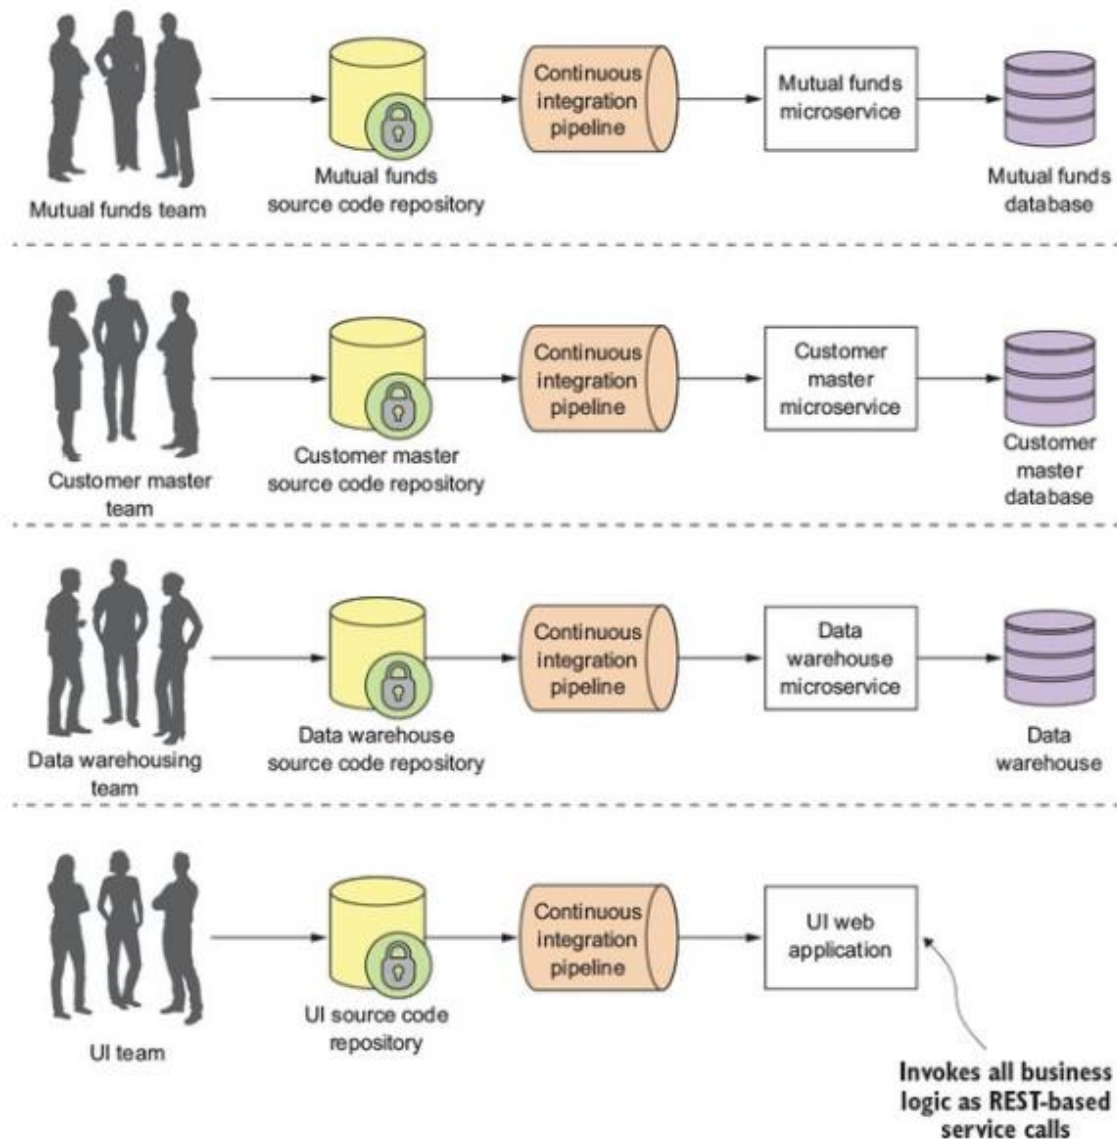 Continuous
integration
pipeline
Mutual funds
microservice
Mutual funds
source code repository
Mutual funds
database
Mutual funds team
Continuous
integration
pipeline
Customer
master
microservice
Customer master
source code repository
Customer
master
database
Customer master
team
Continuous
integration
pipeline
Data
warehouse
microservice
Data warehouse
source code repository
Data
warehouse
Data warehousing
team
Continuous
integration
pipeline
UI web
application
UI source code
repository
UI team
Invokes all business
logic as REST-based
service calls